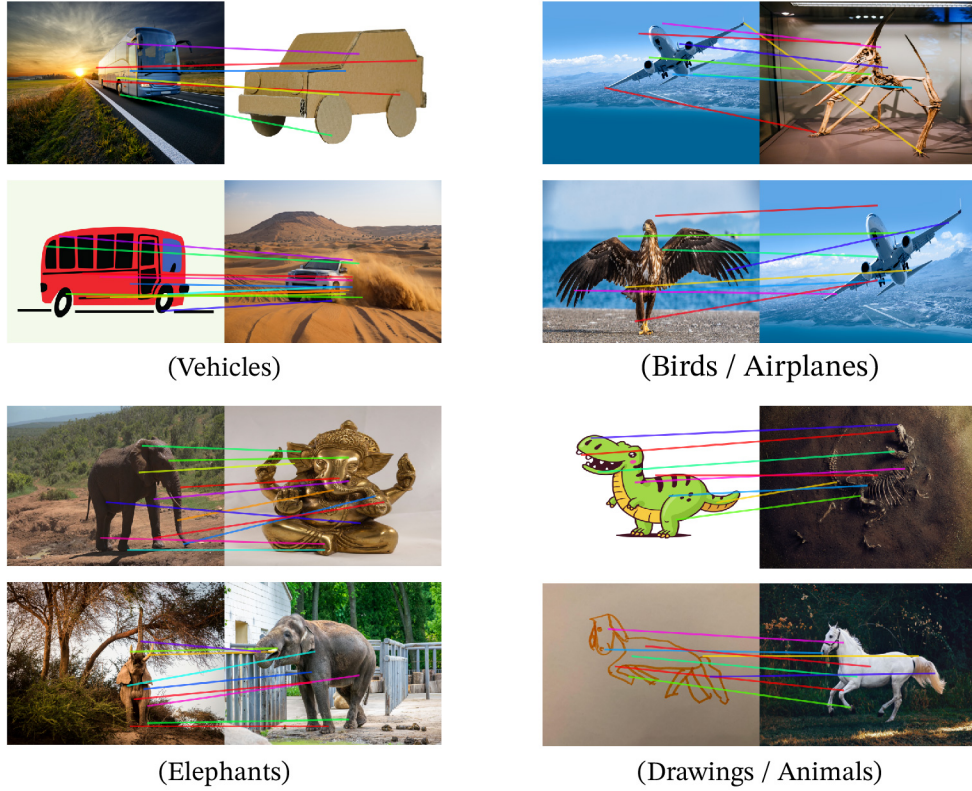 (Vehicles)
(Birds / Airplanes)
(Elephants)
(Drawings / Animals)